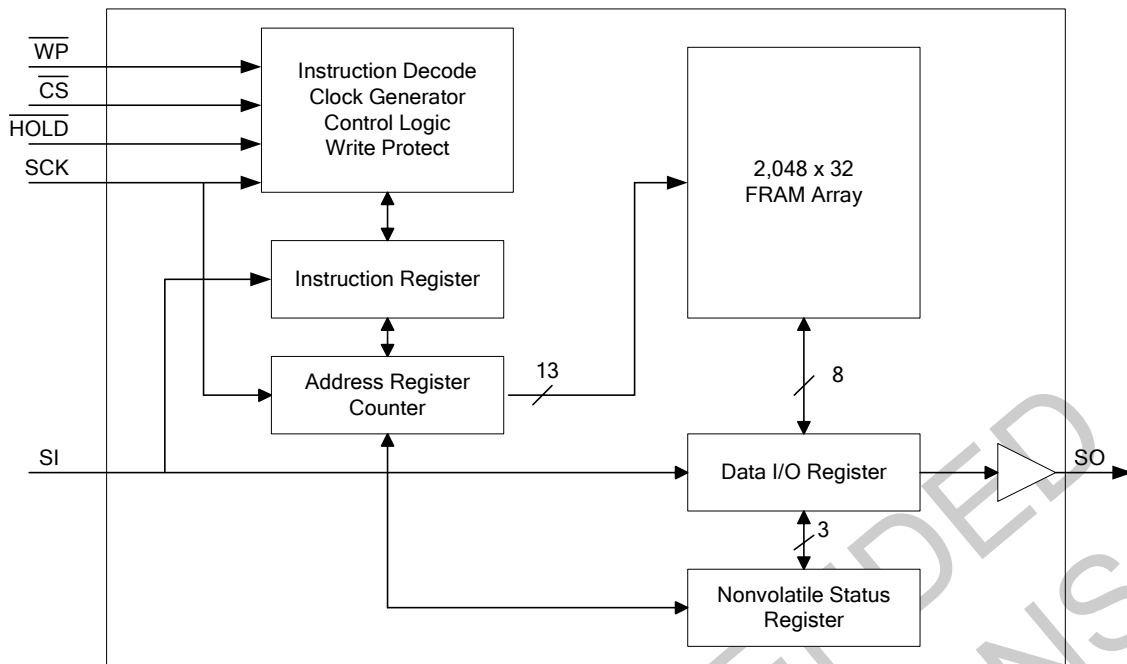 WP
CS
HOLD
SCK
Instruction Decode
Clock Generator
Control Logic
Write Protect
2,048 x 32
FRAM Array
Instruction Register
Address Register
Counter
13
8
SI
Data I/O Register
SO
3
Nonvolatile Status
Register